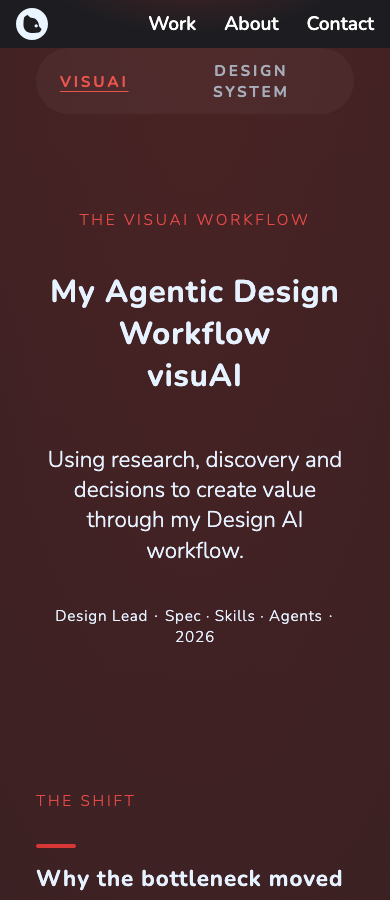 Work About Contact
VISUAI
DESIGN
SYSTEM
THE VISUAI WORKFLOW
My Agentic Design
Workflow
visuAI
Using research, discovery and
decisions to create value
through my Design AI
workflow.
Design Lead · Spec · Skills · Agents ·
2026
THE SHIFT
Why the bottleneck moved